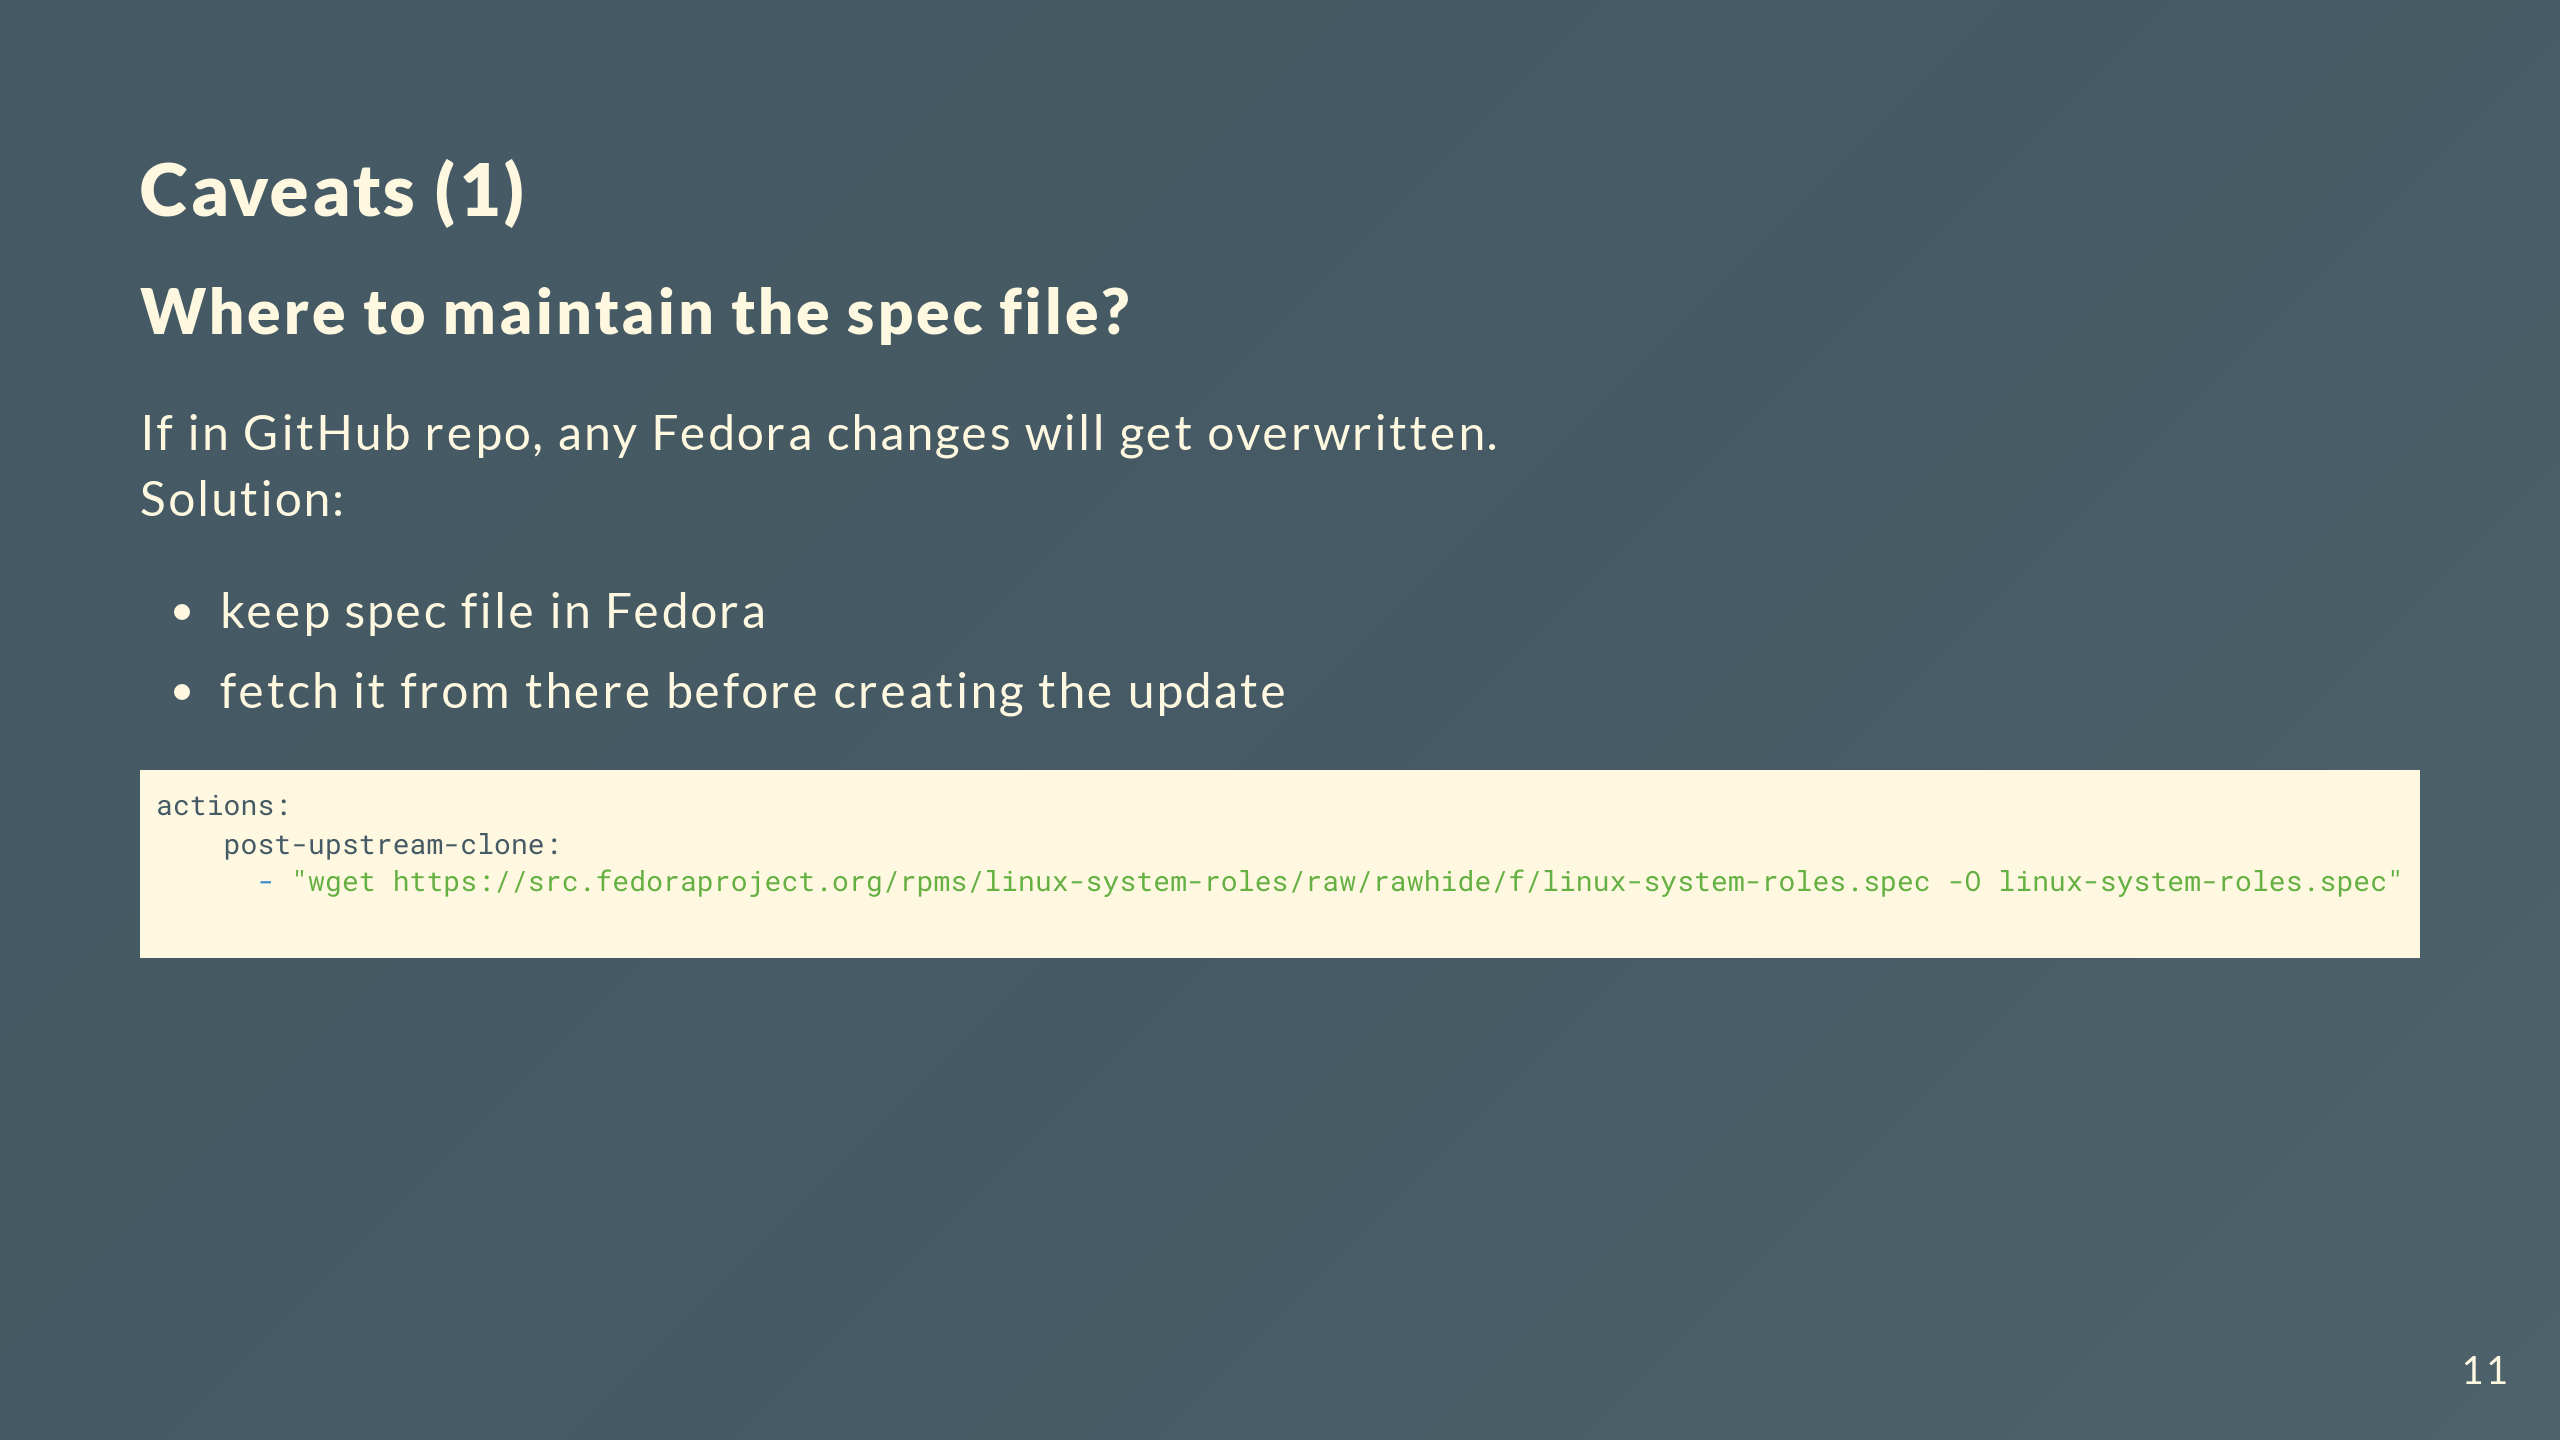 Caveats (1)
Where to maintain the spec file?
If in GitHub repo, any Fedora changes will get overwritten.
Solution:
• keep spec file in Fedora
• fetch it from there before creating the update
actions:
    post-upstream-clone:
      - "wget https://src.fedoraproject.org/rpms/linux-system-roles/raw/rawhide/f/linux-system-roles.spec -O linux-system-roles.spec"
11